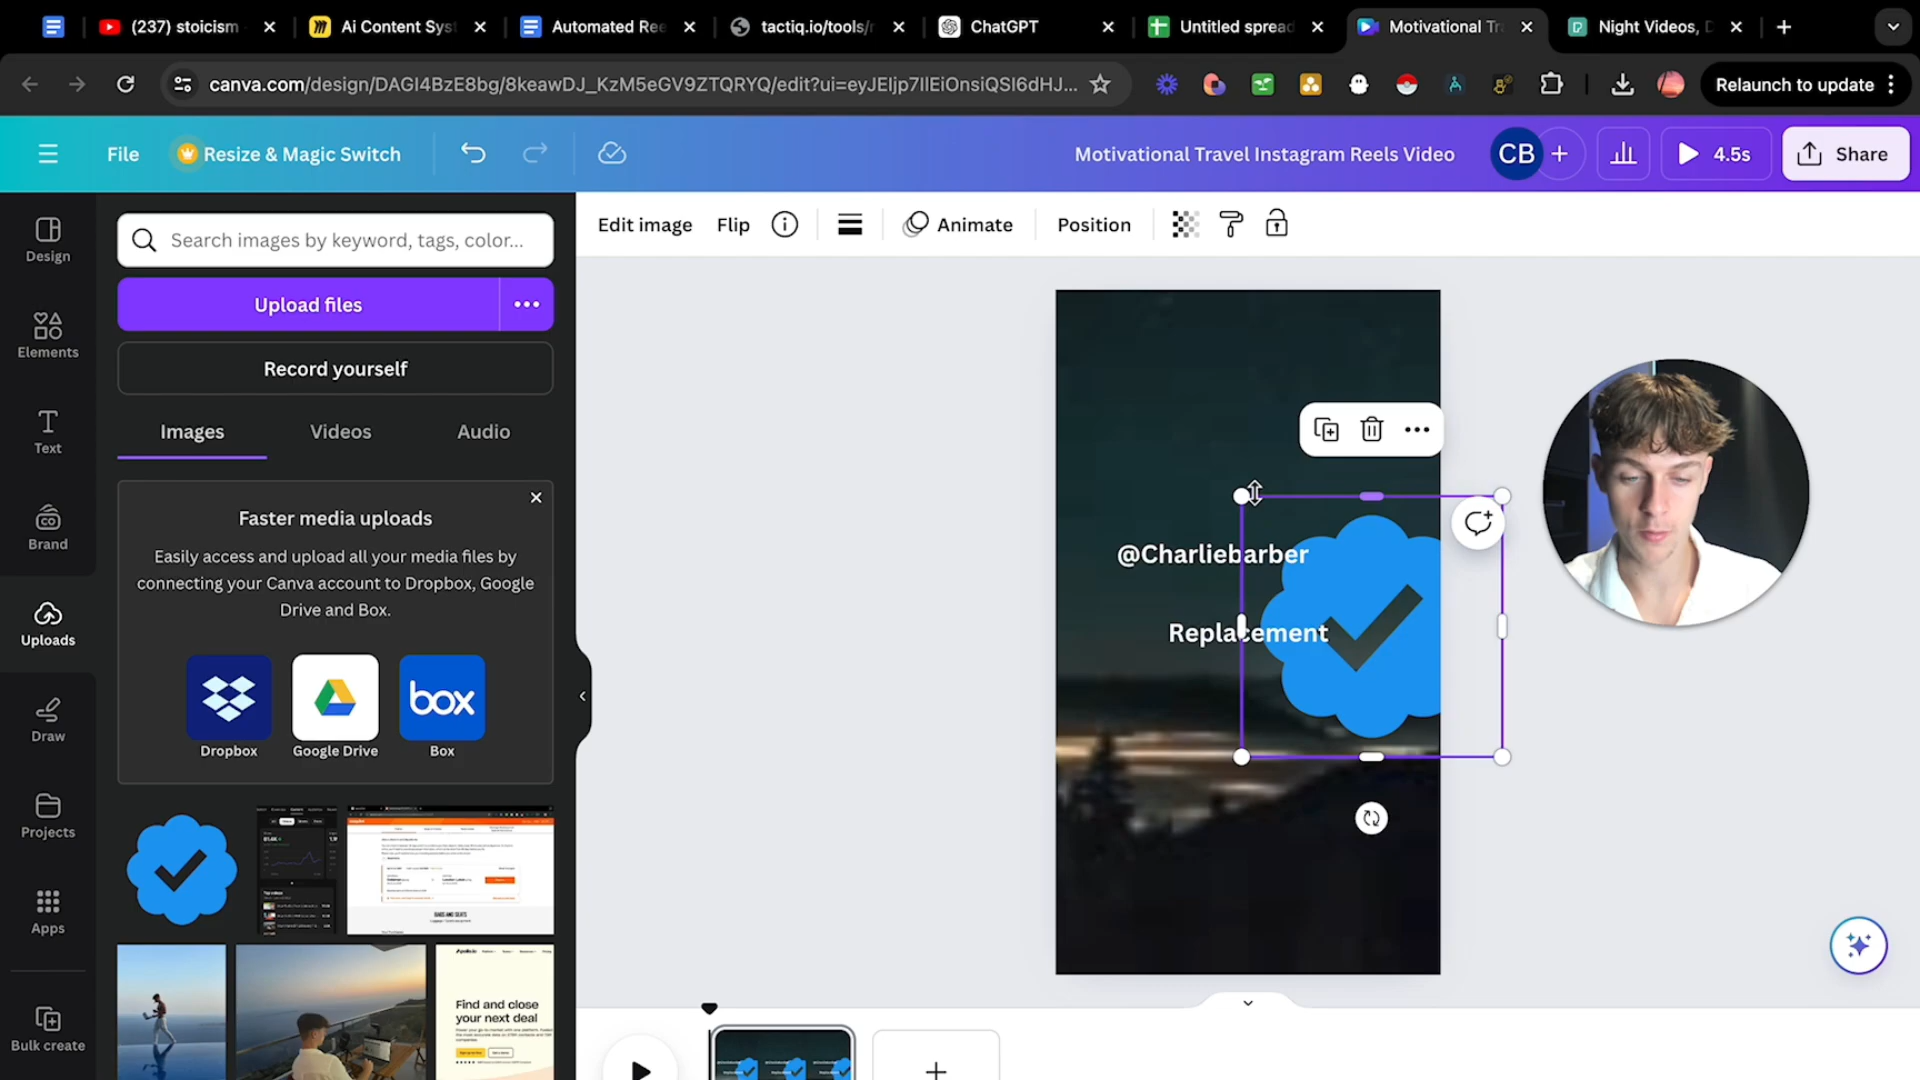 (237) stoicism
Ai Content Sys
Automated Ree
tactiq.io/tools/r
ChatGPT
Untitled spread
Motivational Tr
Night Videos, D
canva.com/design/DAGI4BzE8bg/8keawDJ_KzM5eGV9ZTQRYQ/edit?ui=eyJEIjp7IlEiOnsiQSI6dHJ...
Relaunch to update
File
Resize & Magic Switch
Motivational Travel Instagram Reels Video
CB
4.5s
Share
Design
Elements
Text
Brand
Uploads
Draw
Projects
Apps
Bulk create
Search images by keyword, tags, color...
Upload files
Record yourself
Images
Videos
Audio
Faster media uploads
Easily access and upload all your media files by
connecting your Canva account to Dropbox, Google
Drive and Box.
box
Dropbox
Google Drive
Box
Find and close
your next deal
Edit image
Flip
Animate
Position
@Charliebarber
Replacement